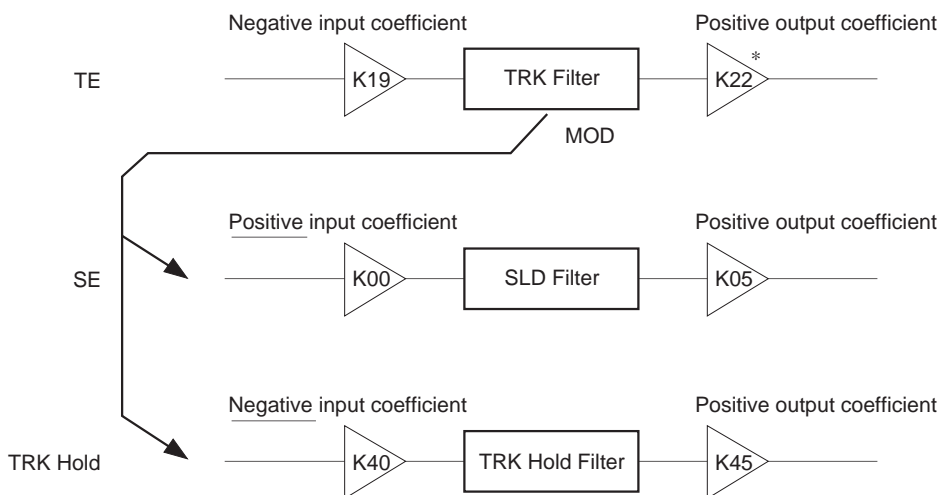 Negative input coefficient Positive output coefficient
TE K19 TRK Filter K22 *
MOD
Positive input coefficient Positive output coefficient
SE K00 SLD Filter K05
Negative input coefficient Positive output coefficient
TRK Hold K40 TRK Hold Filter K45